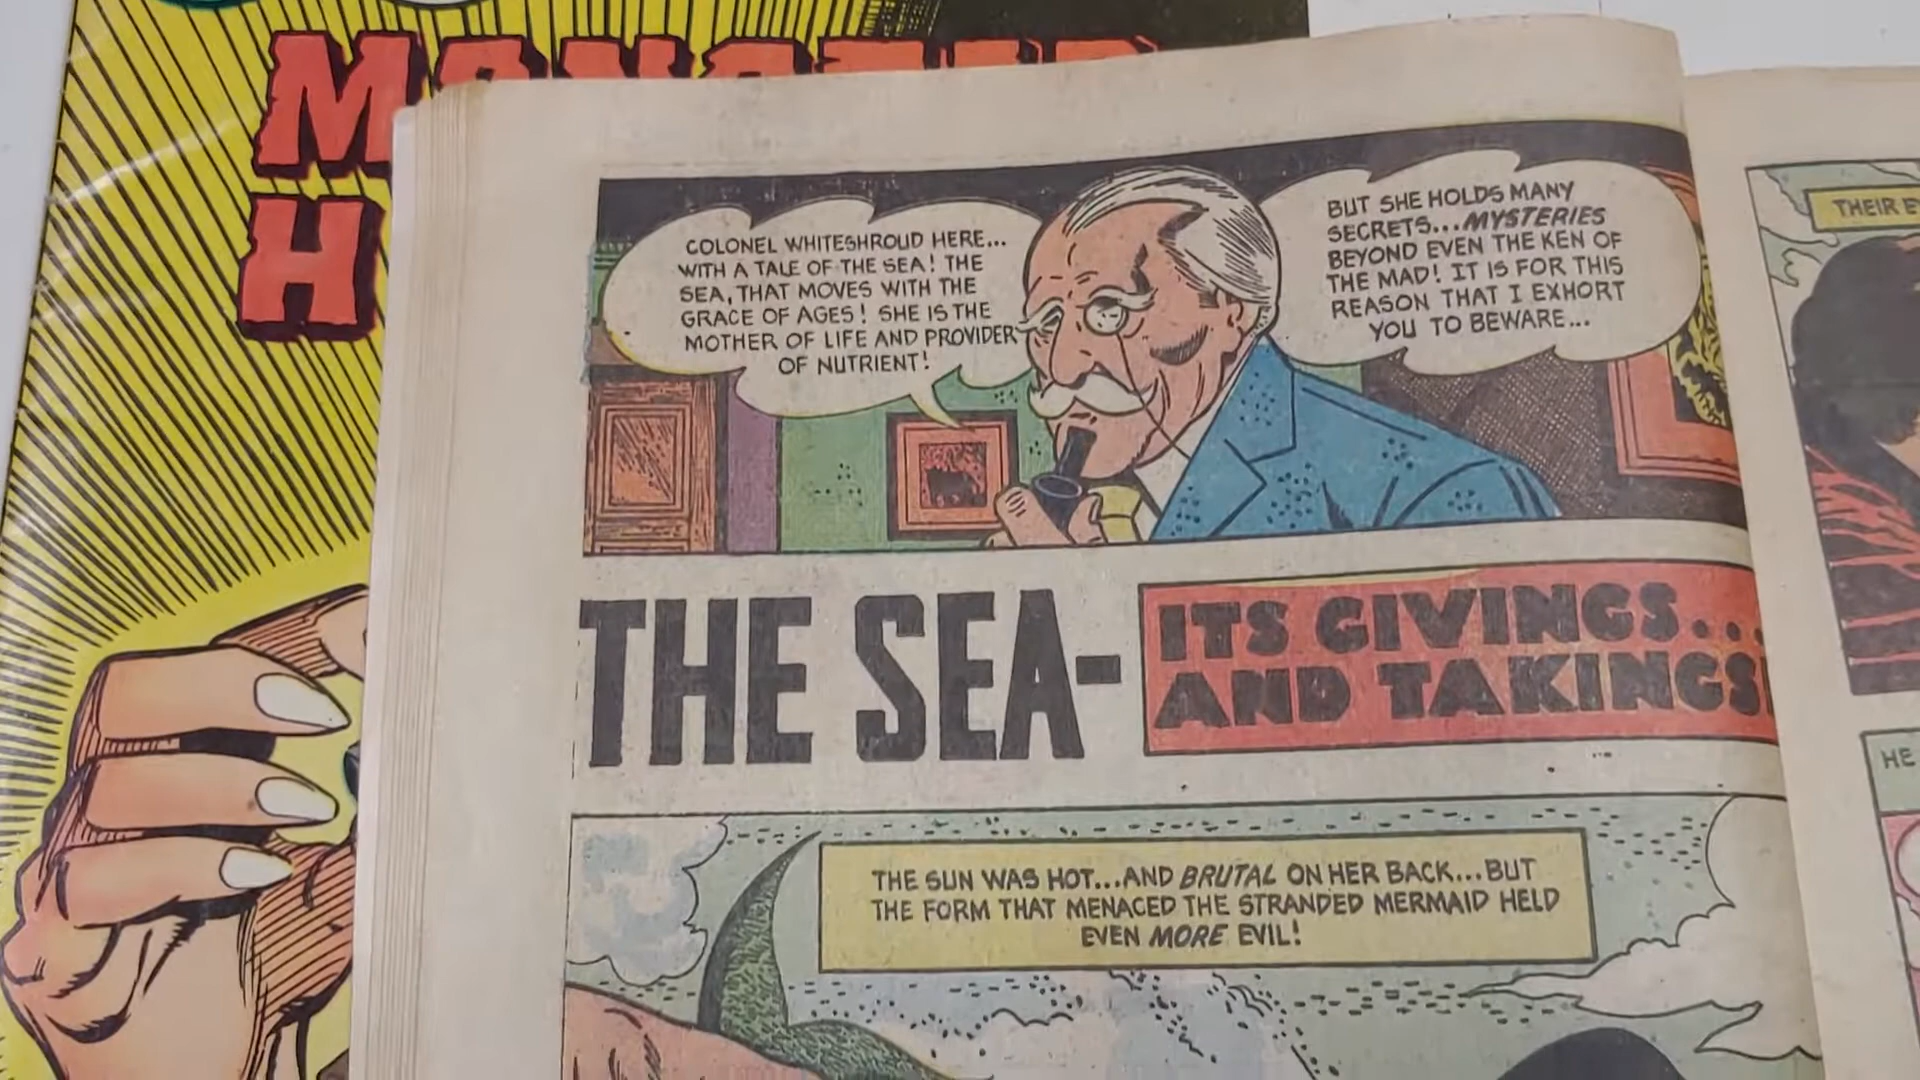 COLONEL WHITESHROUD HERE...
WITH A TALE OF THE SEA! THE
SEA, THAT MOVES WITH THE
GRACE OF AGES! SHE IS THE
MOTHER OF LIFE AND PROVIDER
OF NUTRIENT!
BUT SHE HOLDS MANY
SECRETS...MYSTERIES
BEYOND EVEN THE KEN OF
THE MAD! IT IS FOR THIS
REASON THAT I EXHORT
YOU TO BEWARE...
THE SEA-
ITS GIVINGS...
AND TAKINGS!
THE SUN WAS HOT...AND BRUTAL ON HER BACK...BUT
THE FORM THAT MENACED THE STRANDED MERMAID HELD
EVEN MORE EVIL!
THEIR
HE
H